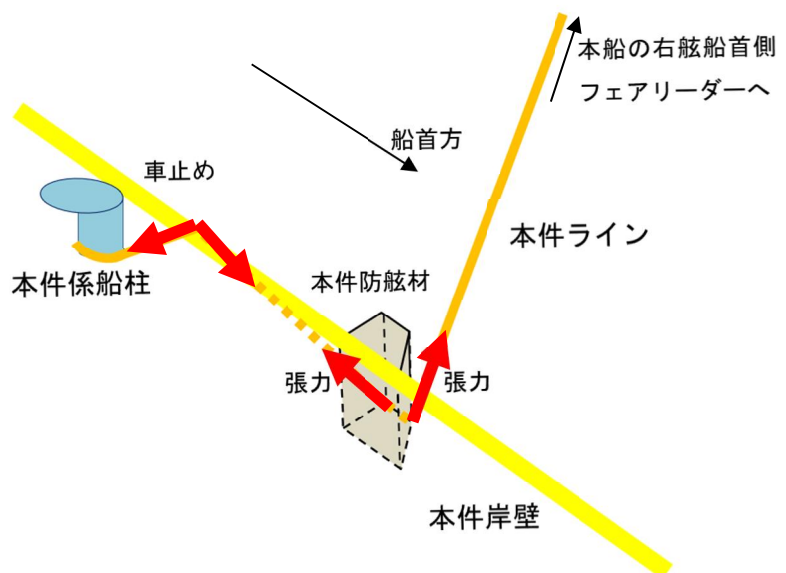 本船の右舷船首側
フェアリーダーへ
船首方
車止め
本件ライン
本件係船柱
本件防舷材
張力
張力
本件岸壁